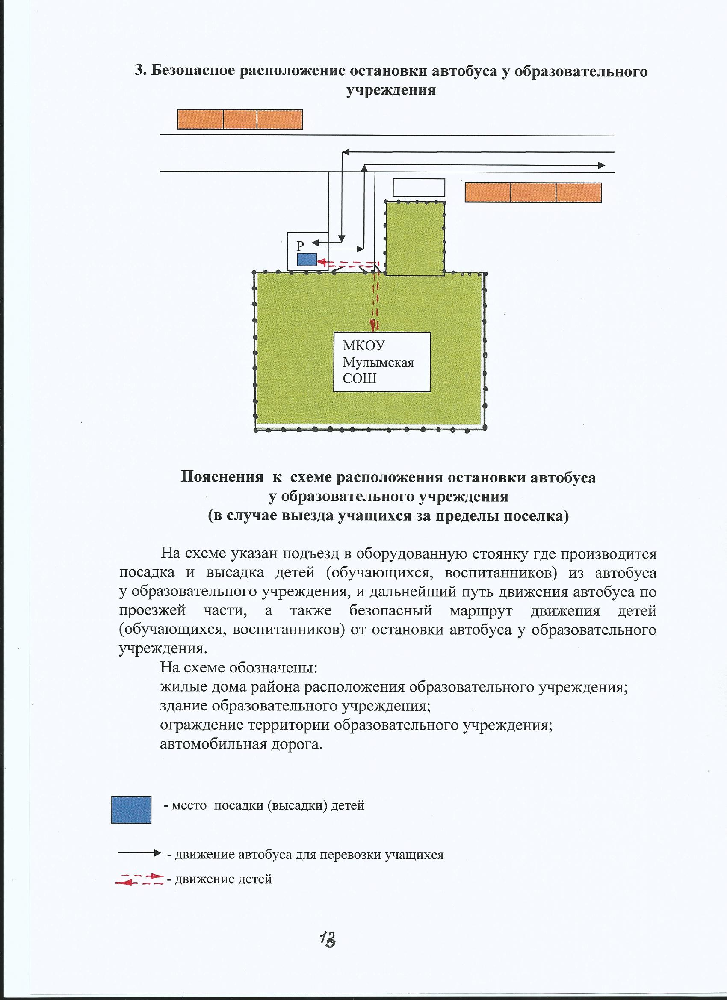 3. Безопасное расположение остановки автобуса у образовательного
учреждения
Р
МКОУ
Мулымская
СОШ
Пояснения к схеме расположения остановки автобуса
у образовательного учреждения
(в случае выезда учащихся за пределы поселка)
На схеме указан подъезд в оборудованную стоянку где производится
посадка и высадка детей (обучающихся, воспитанников) из автобуса
у образовательного учреждения, и дальнейший путь движения автобуса по
проезжей части, а также безопасный маршрут движения детей
(обучающихся, воспитанников) от остановки автобуса у образовательного
учреждения.
На схеме обозначены:
жилые дома района расположения образовательного учреждения;
здание образовательного учреждения;
ограждение территории образовательного учреждения;
автомобильная дорога.
- место посадки (высадки) детей
- движение автобуса для перевозки учащихся
- движение детей
13